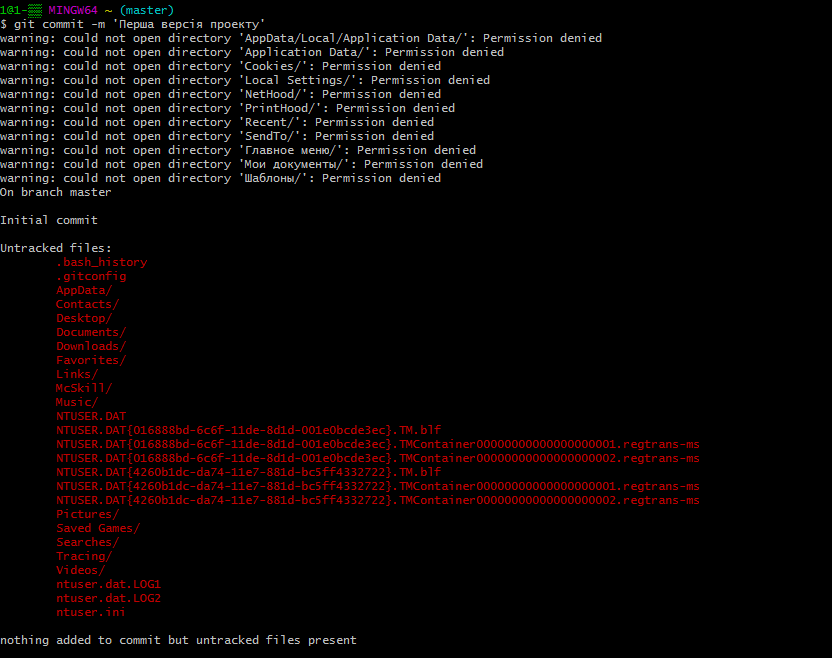 1@1-▒▒ MINGW64 ~ (master)
$ git commit -m 'Перша версія проекту'
warning: could not open directory 'AppData/Local/Application Data/': Permission denied
warning: could not open directory 'Application Data/': Permission denied
warning: could not open directory 'Cookies/': Permission denied
warning: could not open directory 'Local Settings/': Permission denied
warning: could not open directory 'NetHood/': Permission denied
warning: could not open directory 'PrintHood/': Permission denied
warning: could not open directory 'Recent/': Permission denied
warning: could not open directory 'SendTo/': Permission denied
warning: could not open directory 'Главное меню/': Permission denied
warning: could not open directory 'Мои документы/': Permission denied
warning: could not open directory 'Шаблоны/': Permission denied
On branch master
Initial commit
Untracked files:
.bash_history
.gitconfig
AppData/
Contacts/
Desktop/
Documents/
Downloads/
Favorites/
Links/
McSkill/
Music/
NTUSER.DAT
NTUSER.DAT{016888bd-6c6f-11de-8d1d-001e0bcde3ec}.TM.blf
NTUSER.DAT{016888bd-6c6f-11de-8d1d-001e0bcde3ec}.TMContainer00000000000000000001.regtrans-ms
NTUSER.DAT{016888bd-6c6f-11de-8d1d-001e0bcde3ec}.TMContainer00000000000000000002.regtrans-ms
NTUSER.DAT{4260b1dc-da74-11e7-881d-bc5ff4332722}.TM.blf
NTUSER.DAT{4260b1dc-da74-11e7-881d-bc5ff4332722}.TMContainer00000000000000000001.regtrans-ms
NTUSER.DAT{4260b1dc-da74-11e7-881d-bc5ff4332722}.TMContainer00000000000000000002.regtrans-ms
Pictures/
Saved Games/
Searches/
Tracing/
Videos/
ntuser.dat.LOG1
ntuser.dat.LOG2
ntuser.ini
nothing added to commit but untracked files present